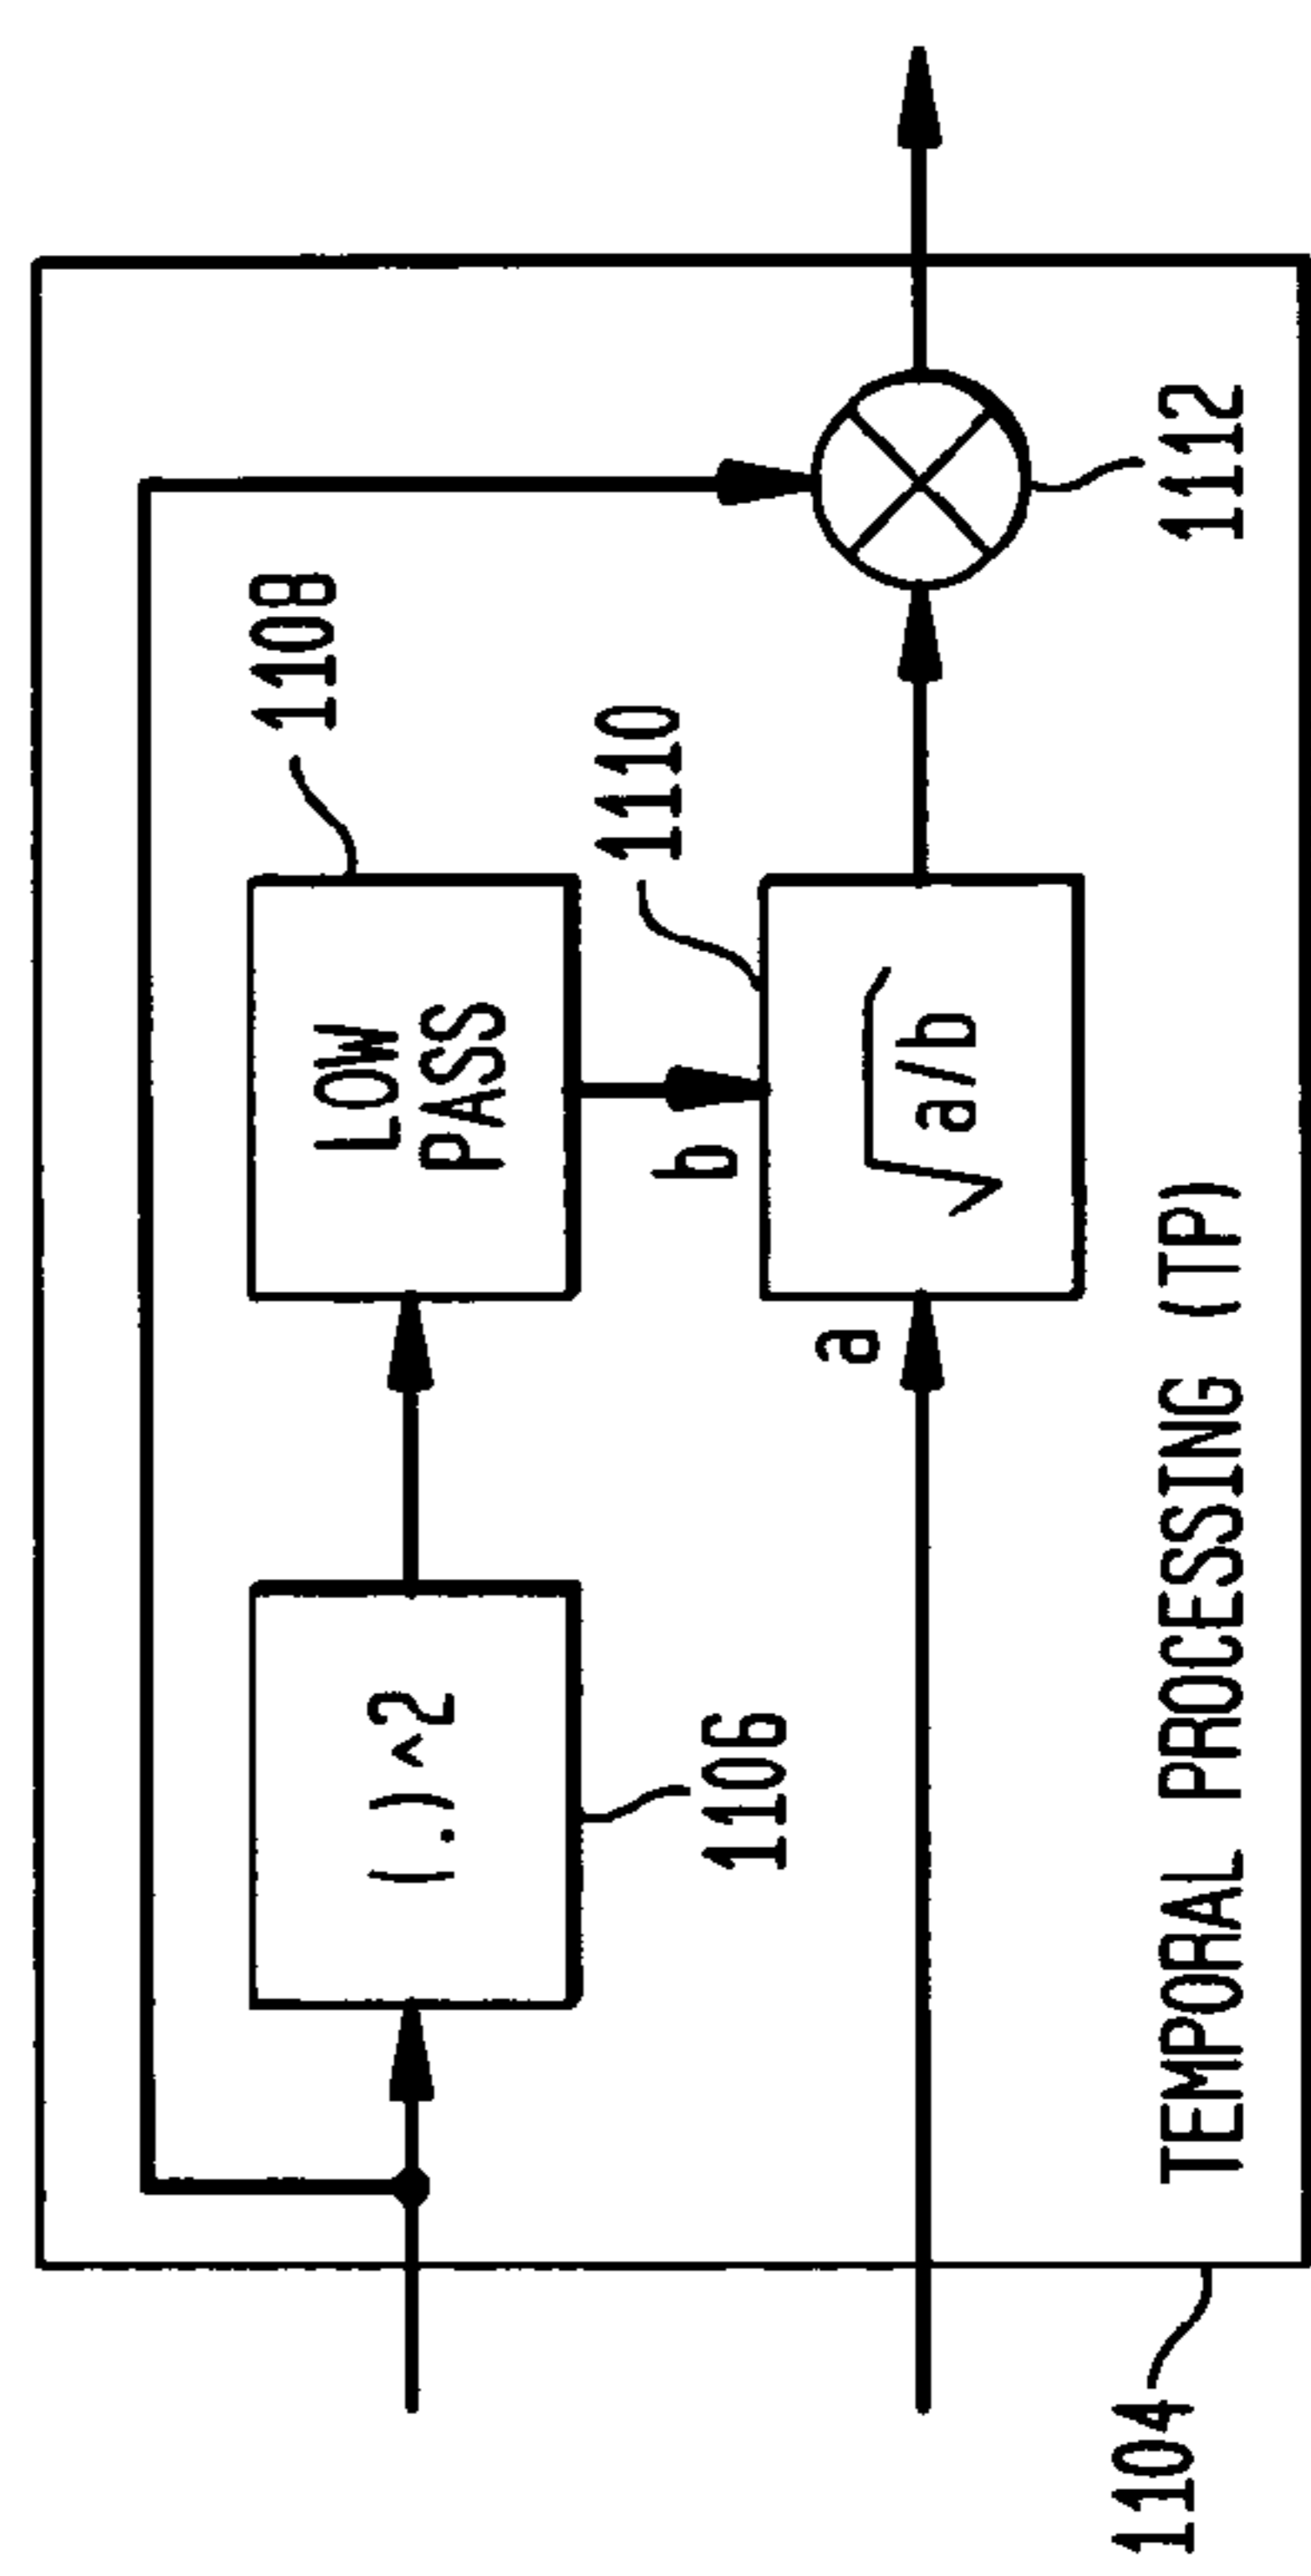 1108
LOW
PASS
(.)^2
1106
b
1110
a
√a/b
1112
TEMPORAL PROCESSING (TP)
1104